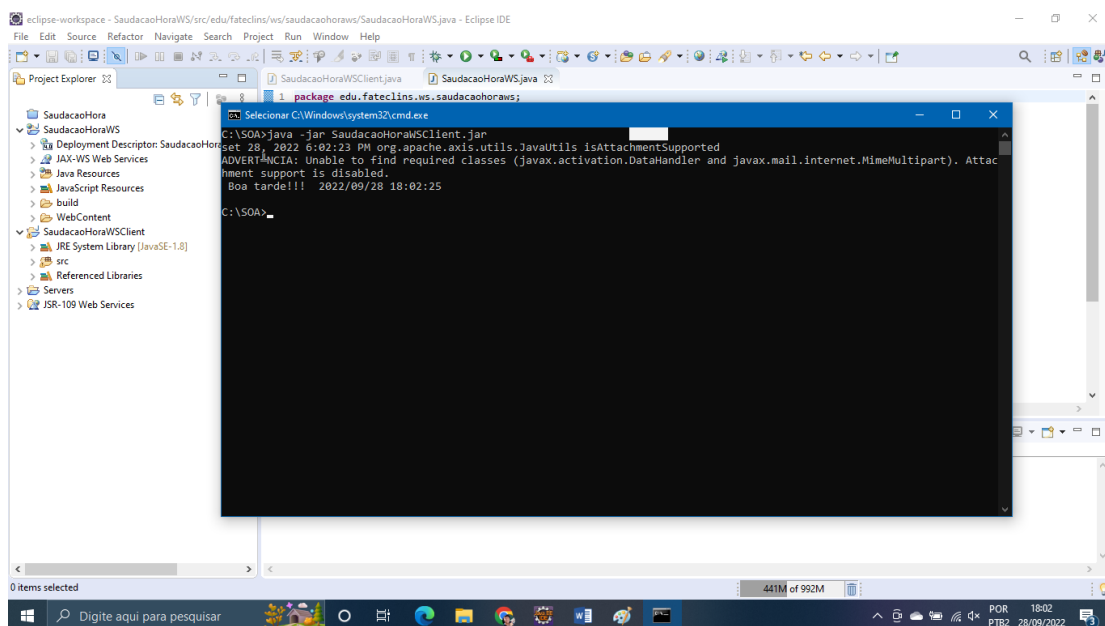 eclipse-workspace - SaudacaoHoraWS/src/edu/fateclins/ws/saudacaohoraws/SaudacaoHoraWS.java - Eclipse IDE
File Edit Source Refactor Navigate Search Project Run Window Help
Project Explorer
SaudacaoHoraWSClient.java
SaudacaoHoraWS.java
1 package edu.fateclins.ws.saudacaohoraws;
SaudacaoHora
SaudacaoHoraWS
Deployment Descriptor: SaudacaoHora
JAX-WS Web Services
Java Resources
JavaScript Resources
build
WebContent
SaudacaoHoraWSClient
JRE System Library [JavaSE-1.8]
src
Referenced Libraries
Servers
JSR-109 Web Services
Selecionar C:\Windows\system32\cmd.exe
C:\SOA>java -jar SaudacaoHoraWSClient.jar
set 28, 2022 6:02:23 PM org.apache.axis.utils.JavaUtils isAttachmentSupported
ADVERT╩NCIA: Unable to find required classes (javax.activation.DataHandler and javax.mail.internet.MimeMultipart). Attac
hment support is disabled.
Boa tarde!!! 2022/09/28 18:02:25
C:\SOA>
0 items selected
441M of 992M
Digite aqui para pesquisar
POR
PTB2
18:02
28/09/2022
3